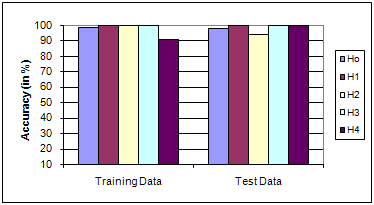 Accuracy (in %)
100
90
80
70
60
50
40
30
20
10
Training Data
Test Data
Ho
H1
H2
H3
H4